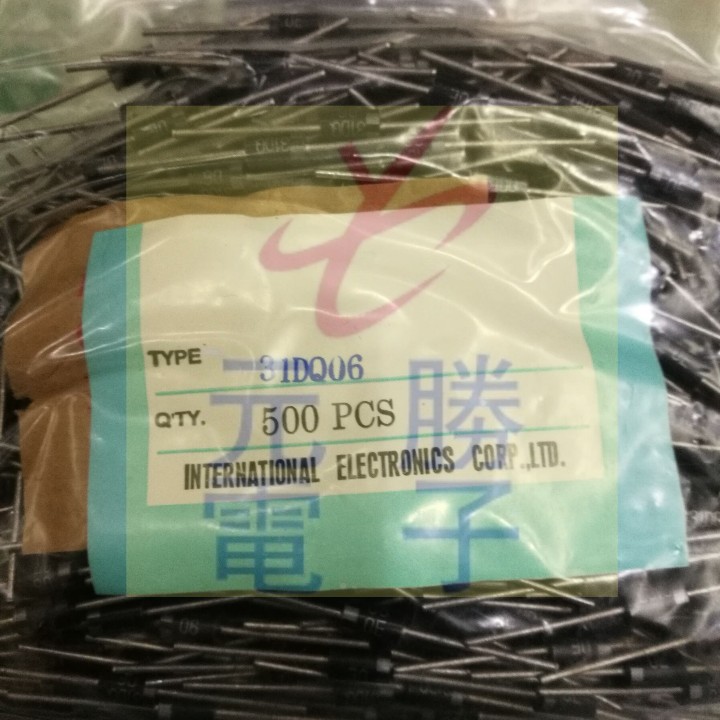 TYPE 31DQ06
Q'TY. 500 PCS
INTERNATIONAL ELECTRONICS CORP.,LTD.
元勝
電子